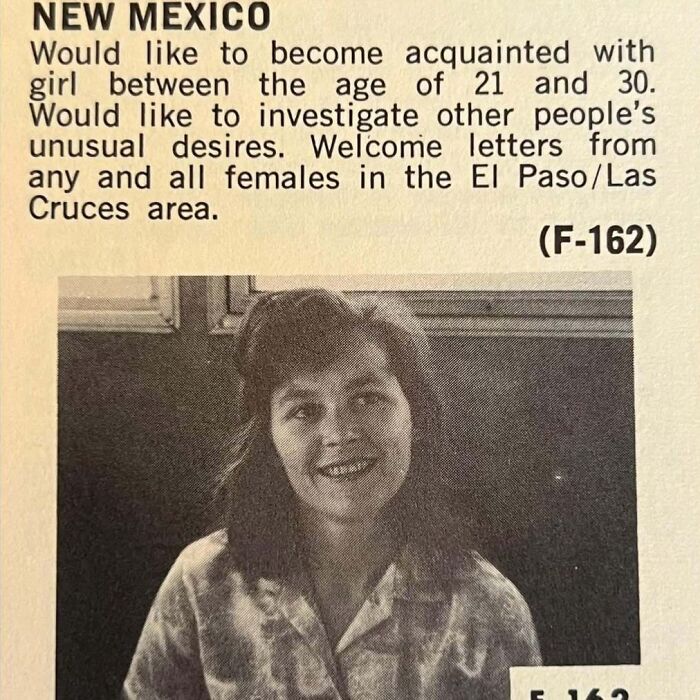 NEW MEXICO
Would like to become acquainted with
girl between the age of 21 and 30.
Would like to investigate other people's
unusual desires. Welcome letters from
any and all females in the El Paso/Las
Cruces area.
(F-162)
F-162